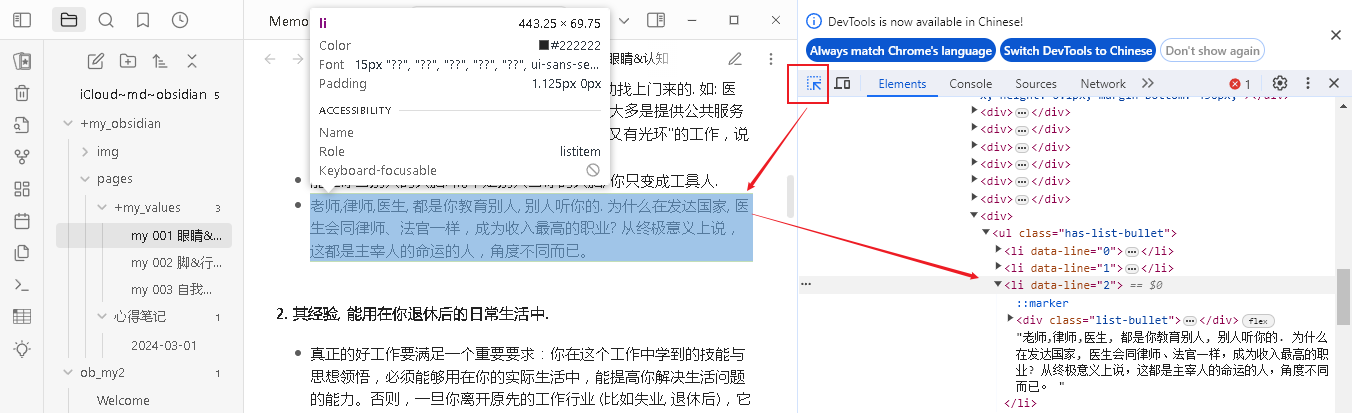 Memo
iCloud~md~obsidian 5
+my_obsidian
img
pages
+my_values 3
my 001 眼睛&...
my 002 脚&行...
my 003 自我...
心得笔记 1
2024-03-01
ob_my2 1
Welcome
li 443.25 × 69.75
Color #222222
Font 15px "??", "??", "??", "??", "??", ui-sans-se...
Padding 1.125px 0px
ACCESSIBILITY
Name
Role listitem
Keyboard-focusable
眼睛&认知
找上门来的. 如: 医
大多是提供公共服务
又有光环"的工作，说
你只变成工具人.
老师,律师,医生, 都是你教育别人, 别人听你的. 为什么在发达国家, 医
生会同律师、法官一样，成为收入最高的职业? 从终极意义上说，
这都是主宰人的命运的人，角度不同而已。
2. 其经验, 能用在你退休后的日常生活中.
真正的好工作要满足一个重要要求：你在这个工作中学到的技能与
思想领悟，必须能够用在你的实际生活中，能提高你解决生活问题
的能力。否则，一旦你离开原先的工作行业 (比如失业, 退休后)，它
DevTools is now available in Chinese!
Always match Chrome's language Switch DevTools to Chinese Don't show again
Elements Console Sources Network 1
<div> ... </div>
<div> ... </div>
<div> ... </div>
<div> ... </div>
<div> ... </div>
<div> ... </div>
<div>
<ul class="has-list-bullet">
<li data-line="0"> ... </li>
<li data-line="1"> ... </li>
<li data-line="2"> == $0
::marker
<div class="list-bullet"> ... </div> flex
"老师,律师,医生, 都是你教育别人, 别人听你的. 为什么
在发达国家, 医生会同律师、法官一样，成为收入最高的职
业? 从终极意义上说，这都是主宰人的命运的人，角度不同
而已。 "
</li>